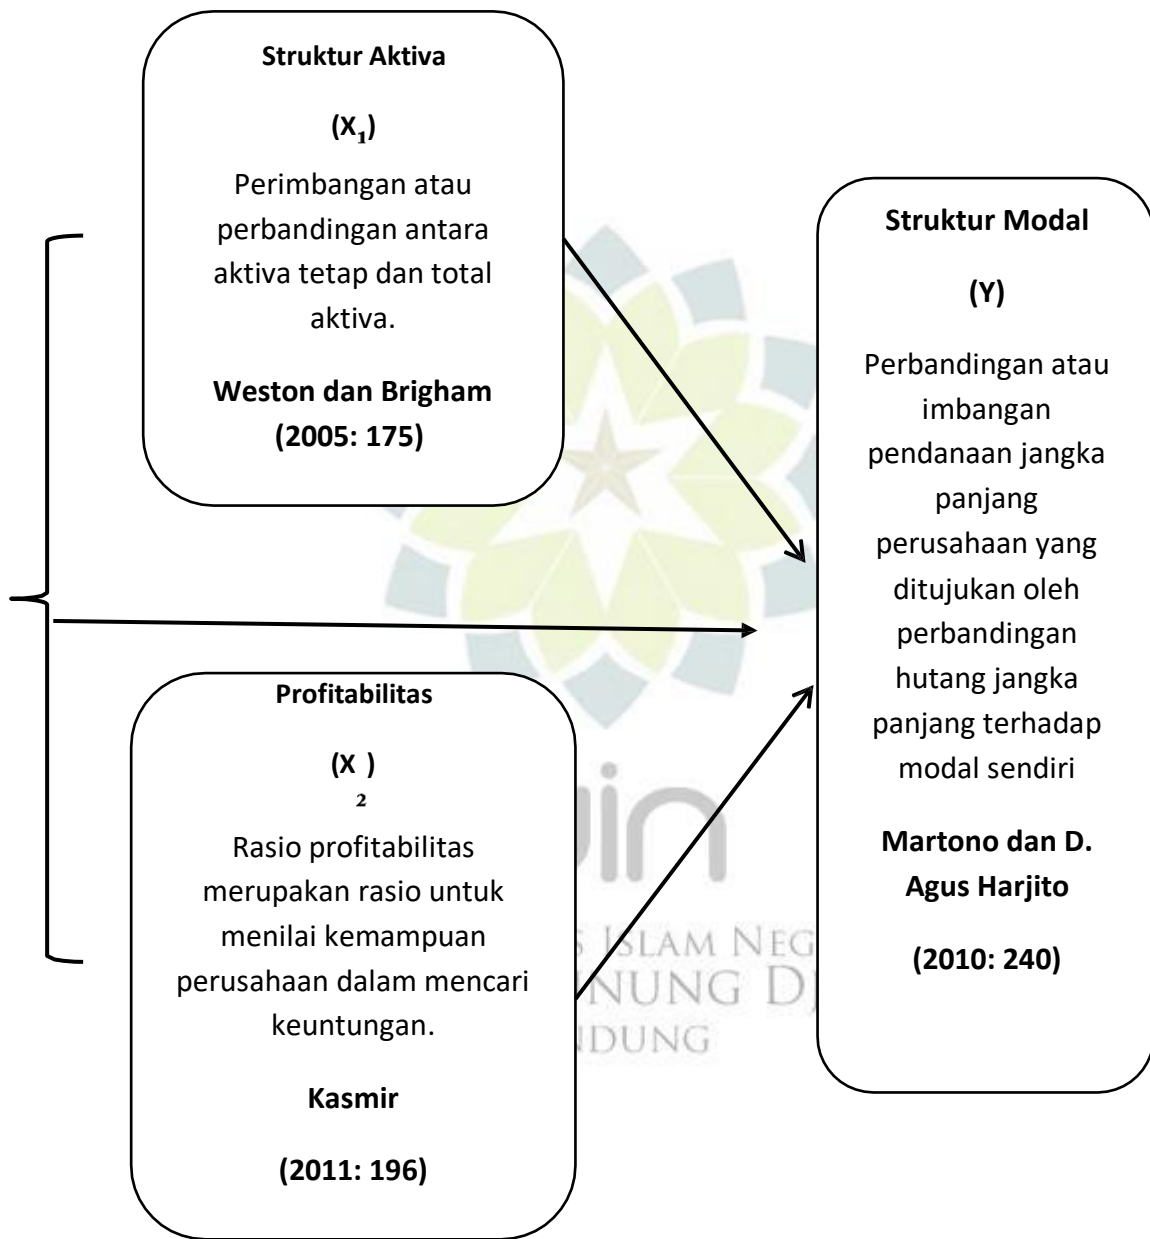 Struktur Aktiva
(X₁)
Perimbangan atau
perbandingan antara
aktiva tetap dan total
aktiva.
Weston dan Brigham
(2005: 175)
Profitabilitas
(X ₂)
Rasio profitabilitas
merupakan rasio untuk
menilai kemampuan
perusahaan dalam mencari
keuntungan.
Kasmir
(2011: 196)
Struktur Modal
(Y)
Perbandingan atau
imbangan
pendanaan jangka
panjang
perusahaan yang
ditujukan oleh
perbandingan
hutang jangka
panjang terhadap
modal sendiri
Martono dan D.
Agus Harjito
(2010: 240)
ISLAM NEG